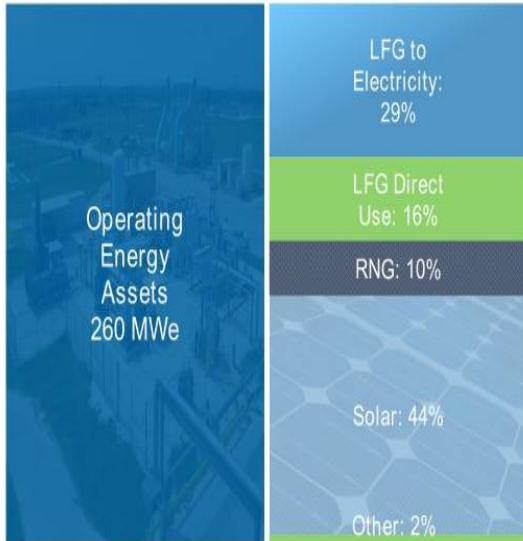 Operating
Energy
Assets
260 MWe
LFG to
Electricity:
29%
LFG Direct
Use: 16%
RNG: 10%
Solar: 44%
Other: 2%